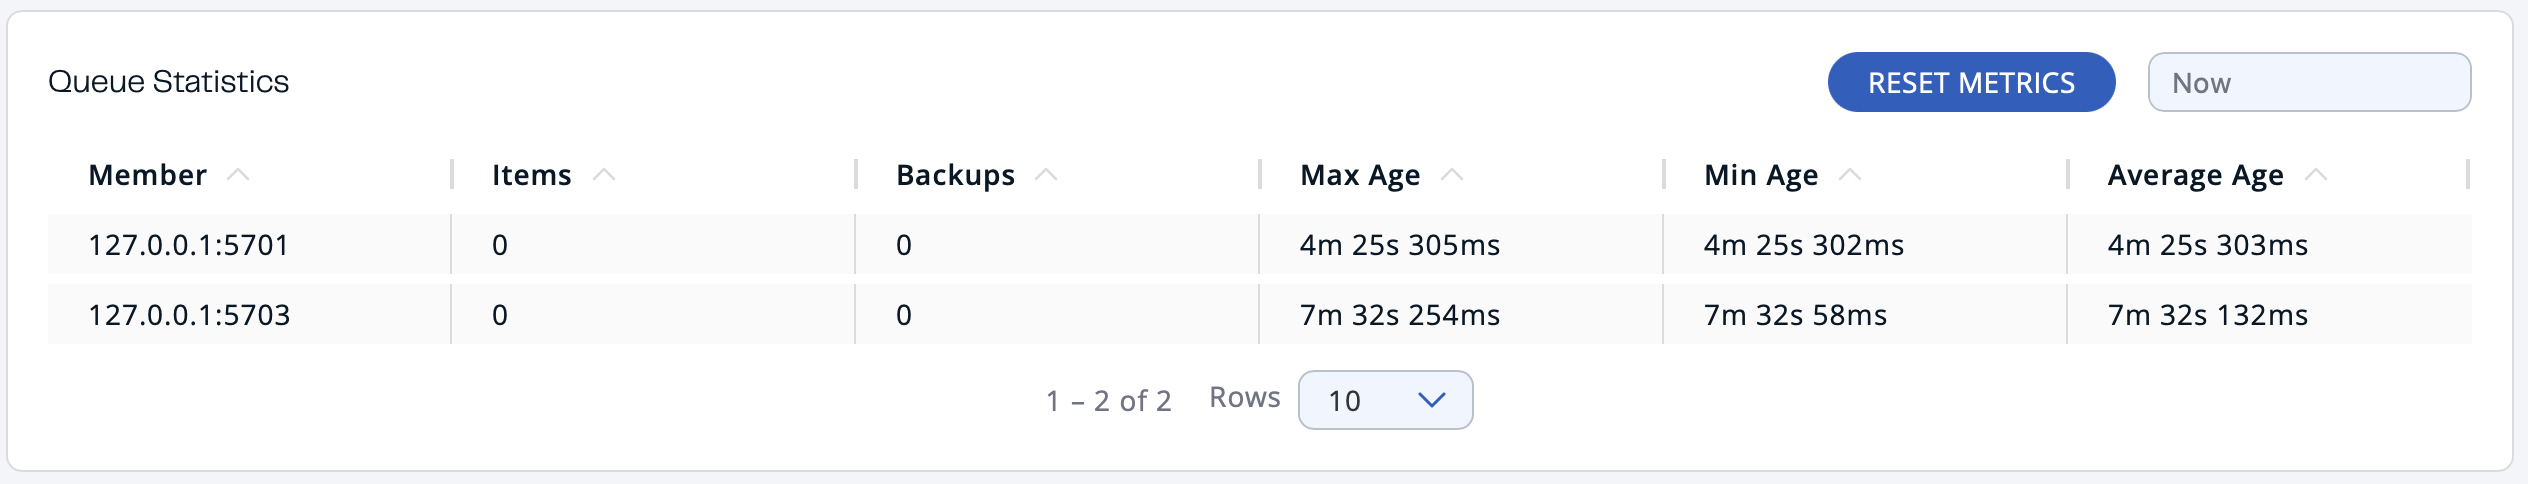 Queue Statistics RESET METRICS Now
Member Items Backups Max Age Min Age Average Age
127.0.0.1:5701 0 0 4m 25s 305ms 4m 25s 302ms 4m 25s 303ms
127.0.0.1:5703 0 0 7m 32s 254ms 7m 32s 58ms 7m 32s 132ms
1 – 2 of 2 Rows 10